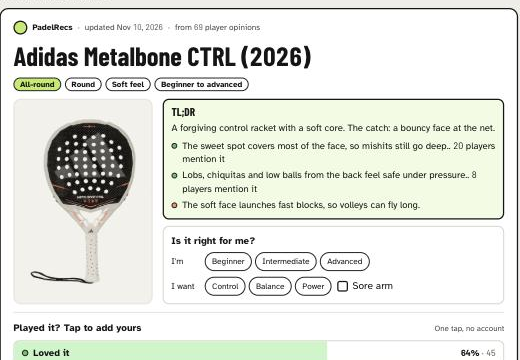 PadelRecs · updated Nov 10, 2026 · from 69 player opinions
Adidas Metalbone CTRL (2026)
All-round Round Soft feel Beginner to advanced
TL;DR
A forgiving control racket with a soft core. The catch: a bouncy face at the net.
The sweet spot covers most of the face, so mishits still go deep.. 20 players
mention it
Lobs, chiquitas and low balls from the back feel safe under pressure.. 8
players mention it
The soft face launches fast blocks, so volleys can fly long.
Is it right for me?
I'm Beginner Intermediate Advanced
I want Control Balance Power Sore arm
Played it? Tap to add yours One tap, no account
Loved it 64% · 45